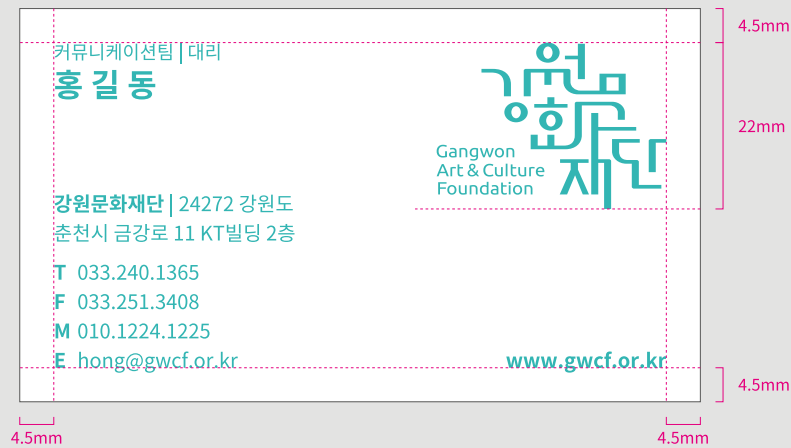 커뮤니케이션팀 | 대리
홍 길 동
강원문화재단
Gangwon
Art & Culture
Foundation
강원문화재단 | 24272 강원도
춘천시 금강로 11 KT빌딩 2층
T 033.240.1365
F 033.251.3408
M 010.1224.1225
E hong@gwcf.or.kr
www.gwcf.or.kr
4.5mm
22mm
4.5mm
4.5mm
4.5mm